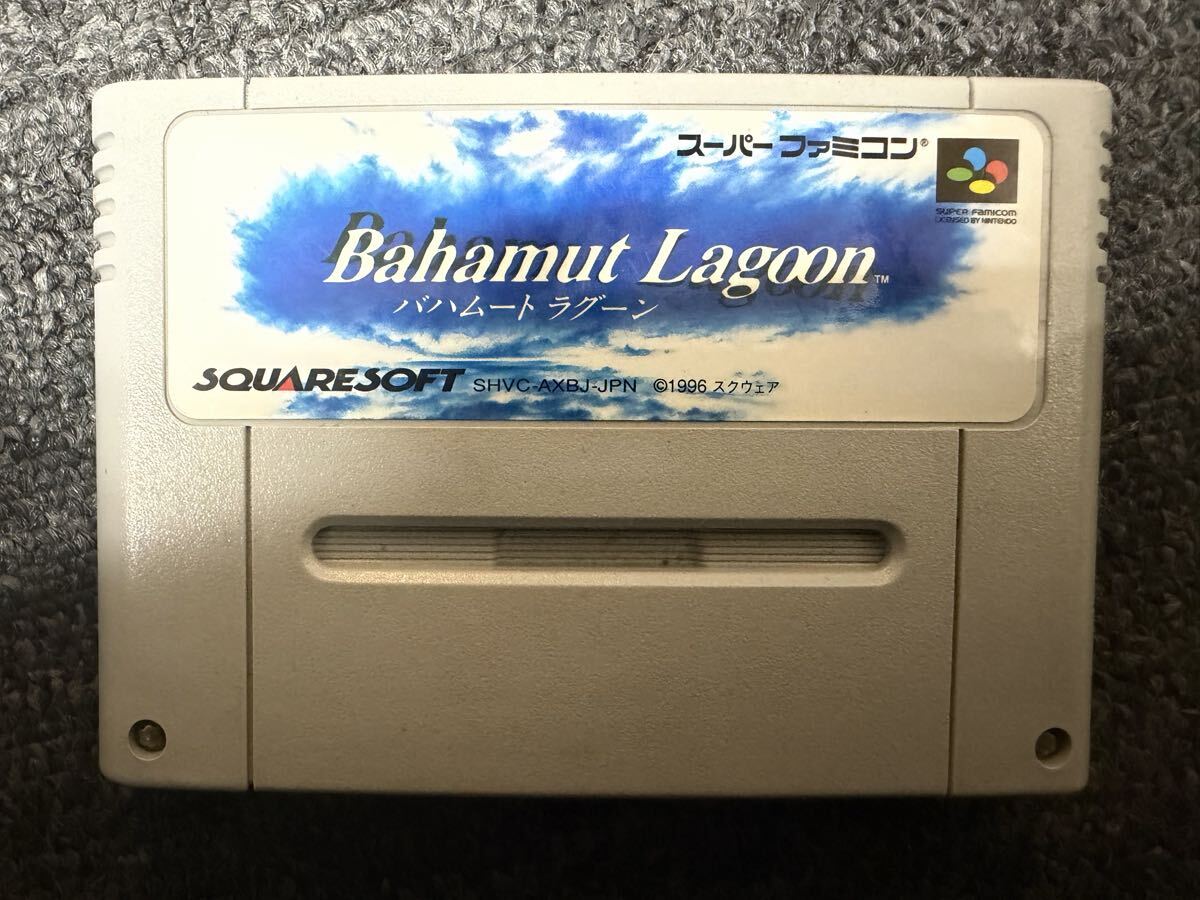 スーパー ファミコン®
SUPER FAMICOM
LICENSED BY NINTENDO
Bahamut Lagoon™
バハムート ラグーン
SQUARESOFT SHVC-AXBJ-JPN ©1996 スクウェア